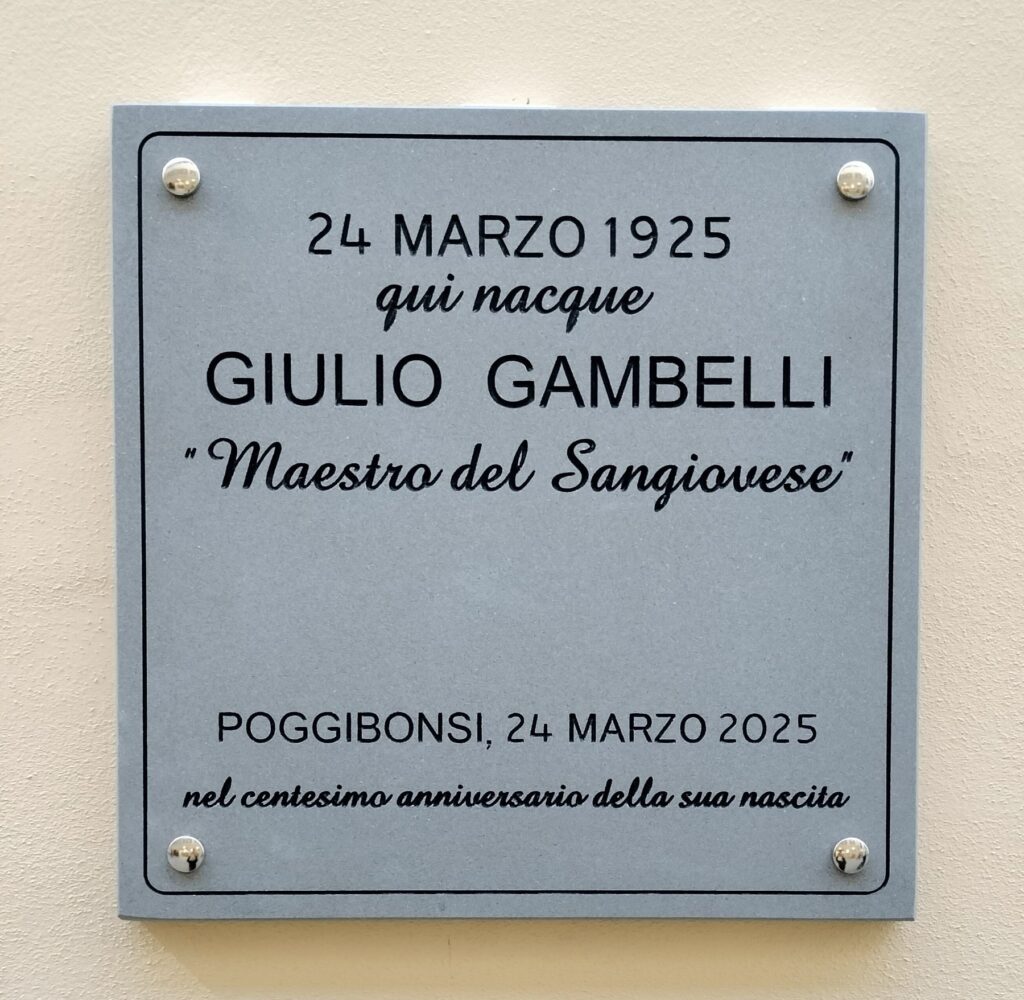 24 MARZO 1925
qui nacque
GIULIO GAMBELLI
"Maestro del Sangiovese"
POGGIBONSI, 24 MARZO 2025
nel centesimo anniversario della sua nascita